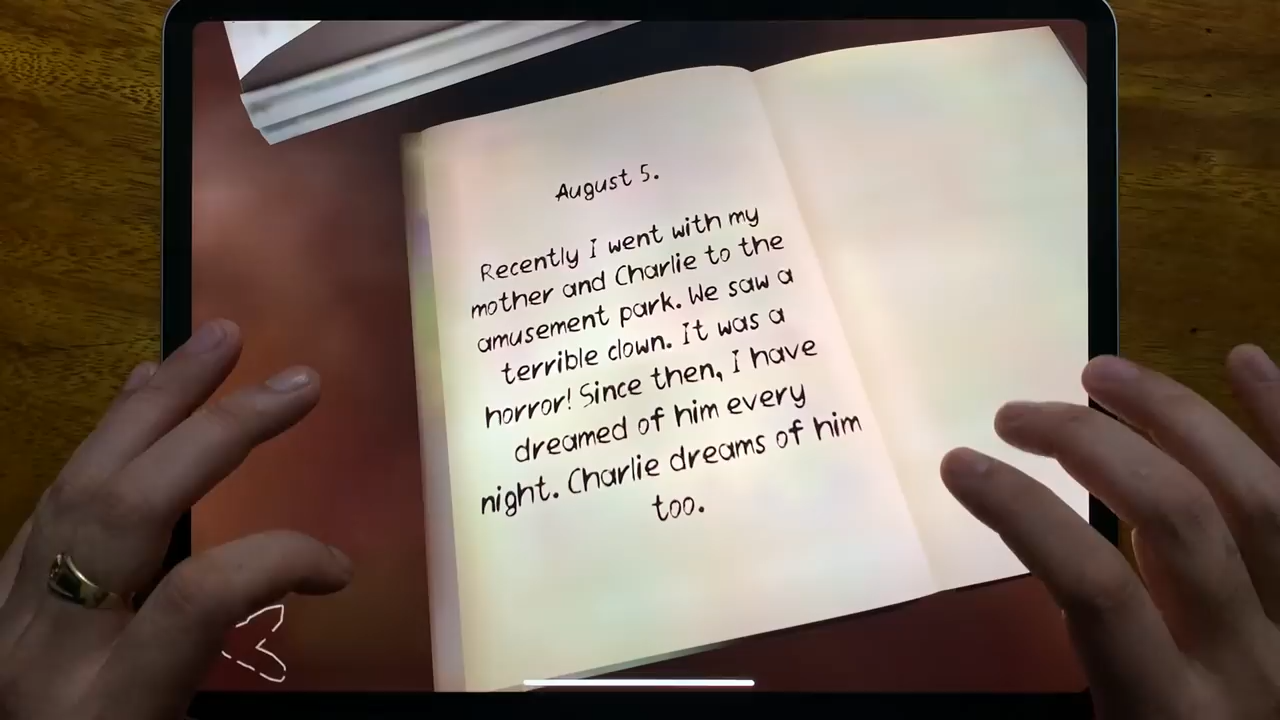 August 5.
Recently I went with my
mother and Charlie to the
amusement park. We saw a
terrible clown. It was a
horror! Since then, I have
dreamed of him every
night. Charlie dreams of him
too.